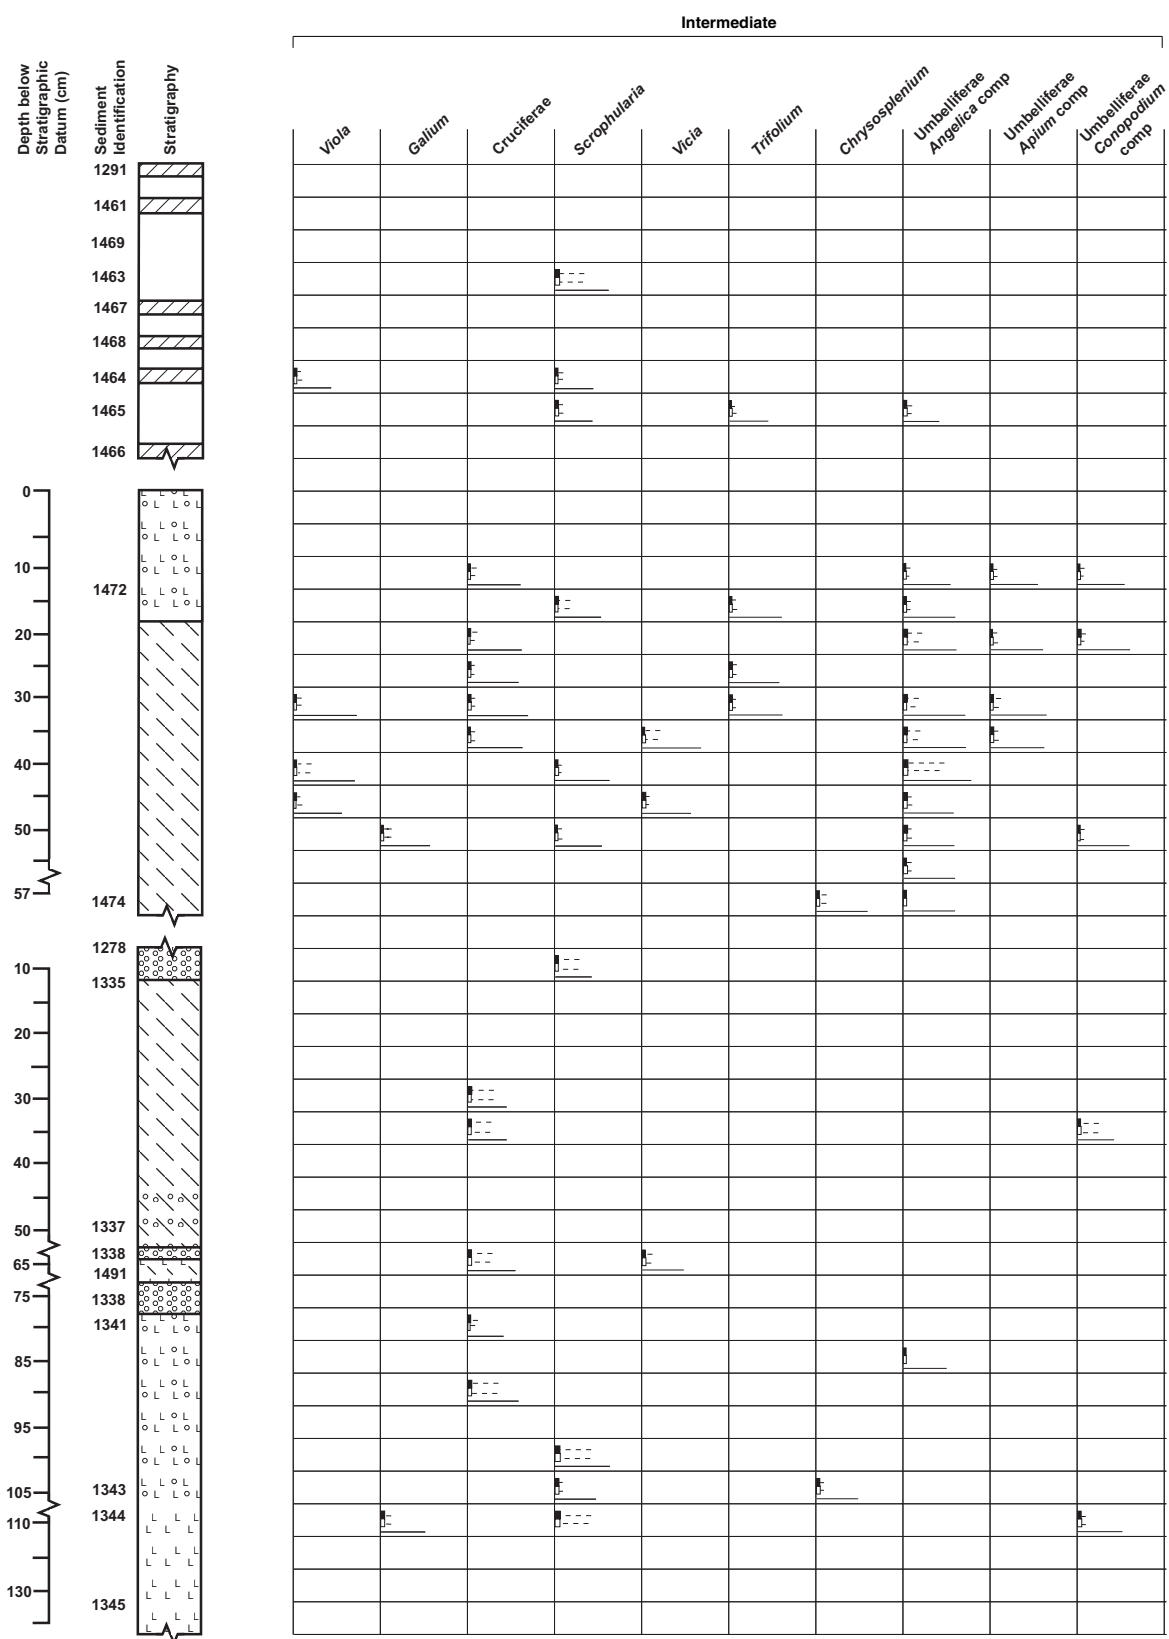 Intermediate
Depth below
Stratigraphic
Datum (cm)
Sediment
Identification
Stratigraphy
Viola
Galium
Cruciferae
Scrophularia
Vicia
Trifolium
Chrysosplenium
Umbelliferae
Angelica comp
Umbelliferae
Apium comp
Umbelliferae
Conopodium
comp
1291
1461
1469
1463
1467
1468
1464
1465
1466
0
10
1472
20
30
40
50
57
1474
1278
10
1335
20
30
40
1337
50
1338
65
1491
75
1338
1341
85
95
1343
105
1344
110
130
1345